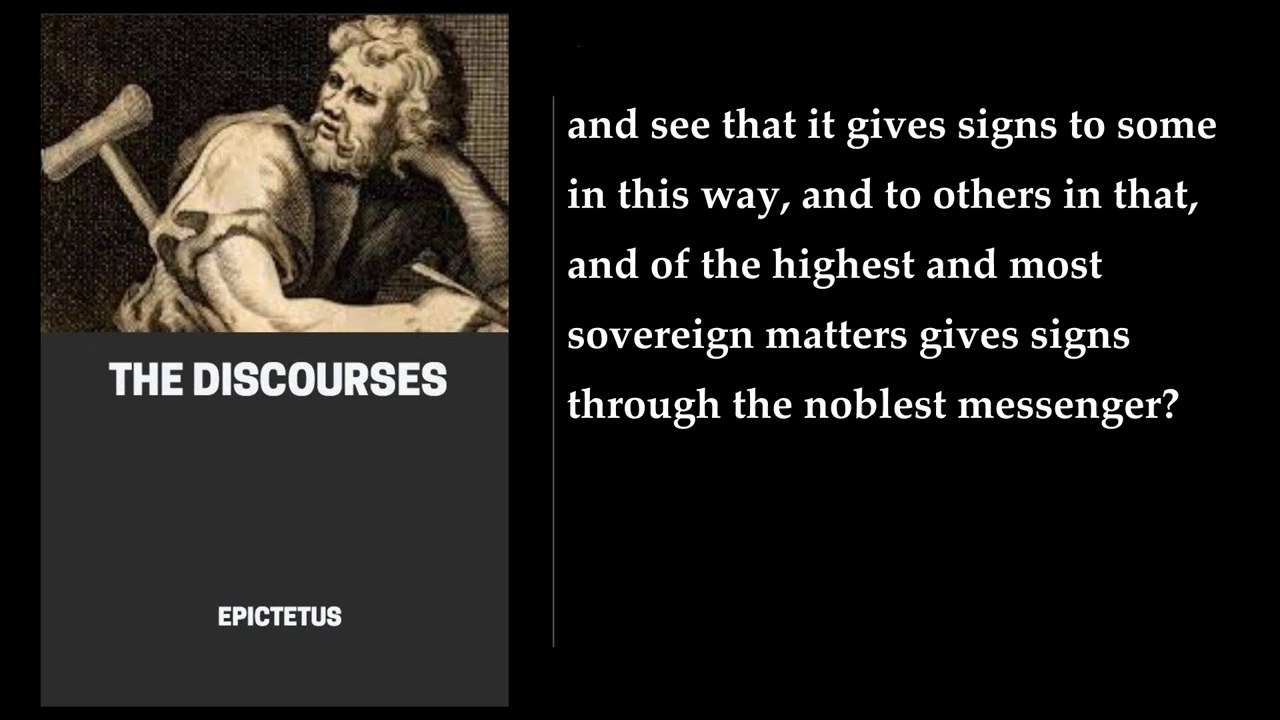 THE DISCOURSES
EPICTETUS
and see that it gives signs to some
in this way, and to others in that,
and of the highest and most
sovereign matters gives signs
through the noblest messenger?